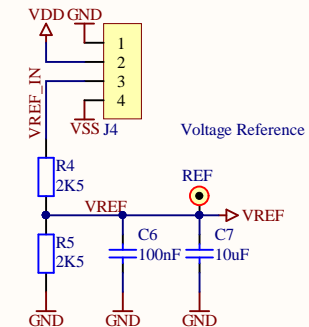 VDD GND
1
2
3
4
VREF_IN
VSS J4
Voltage Reference
R4
2K5
REF
VREF
VREF
R5
2K5
C6
100nF
C7
10uF
GND
GND
GND